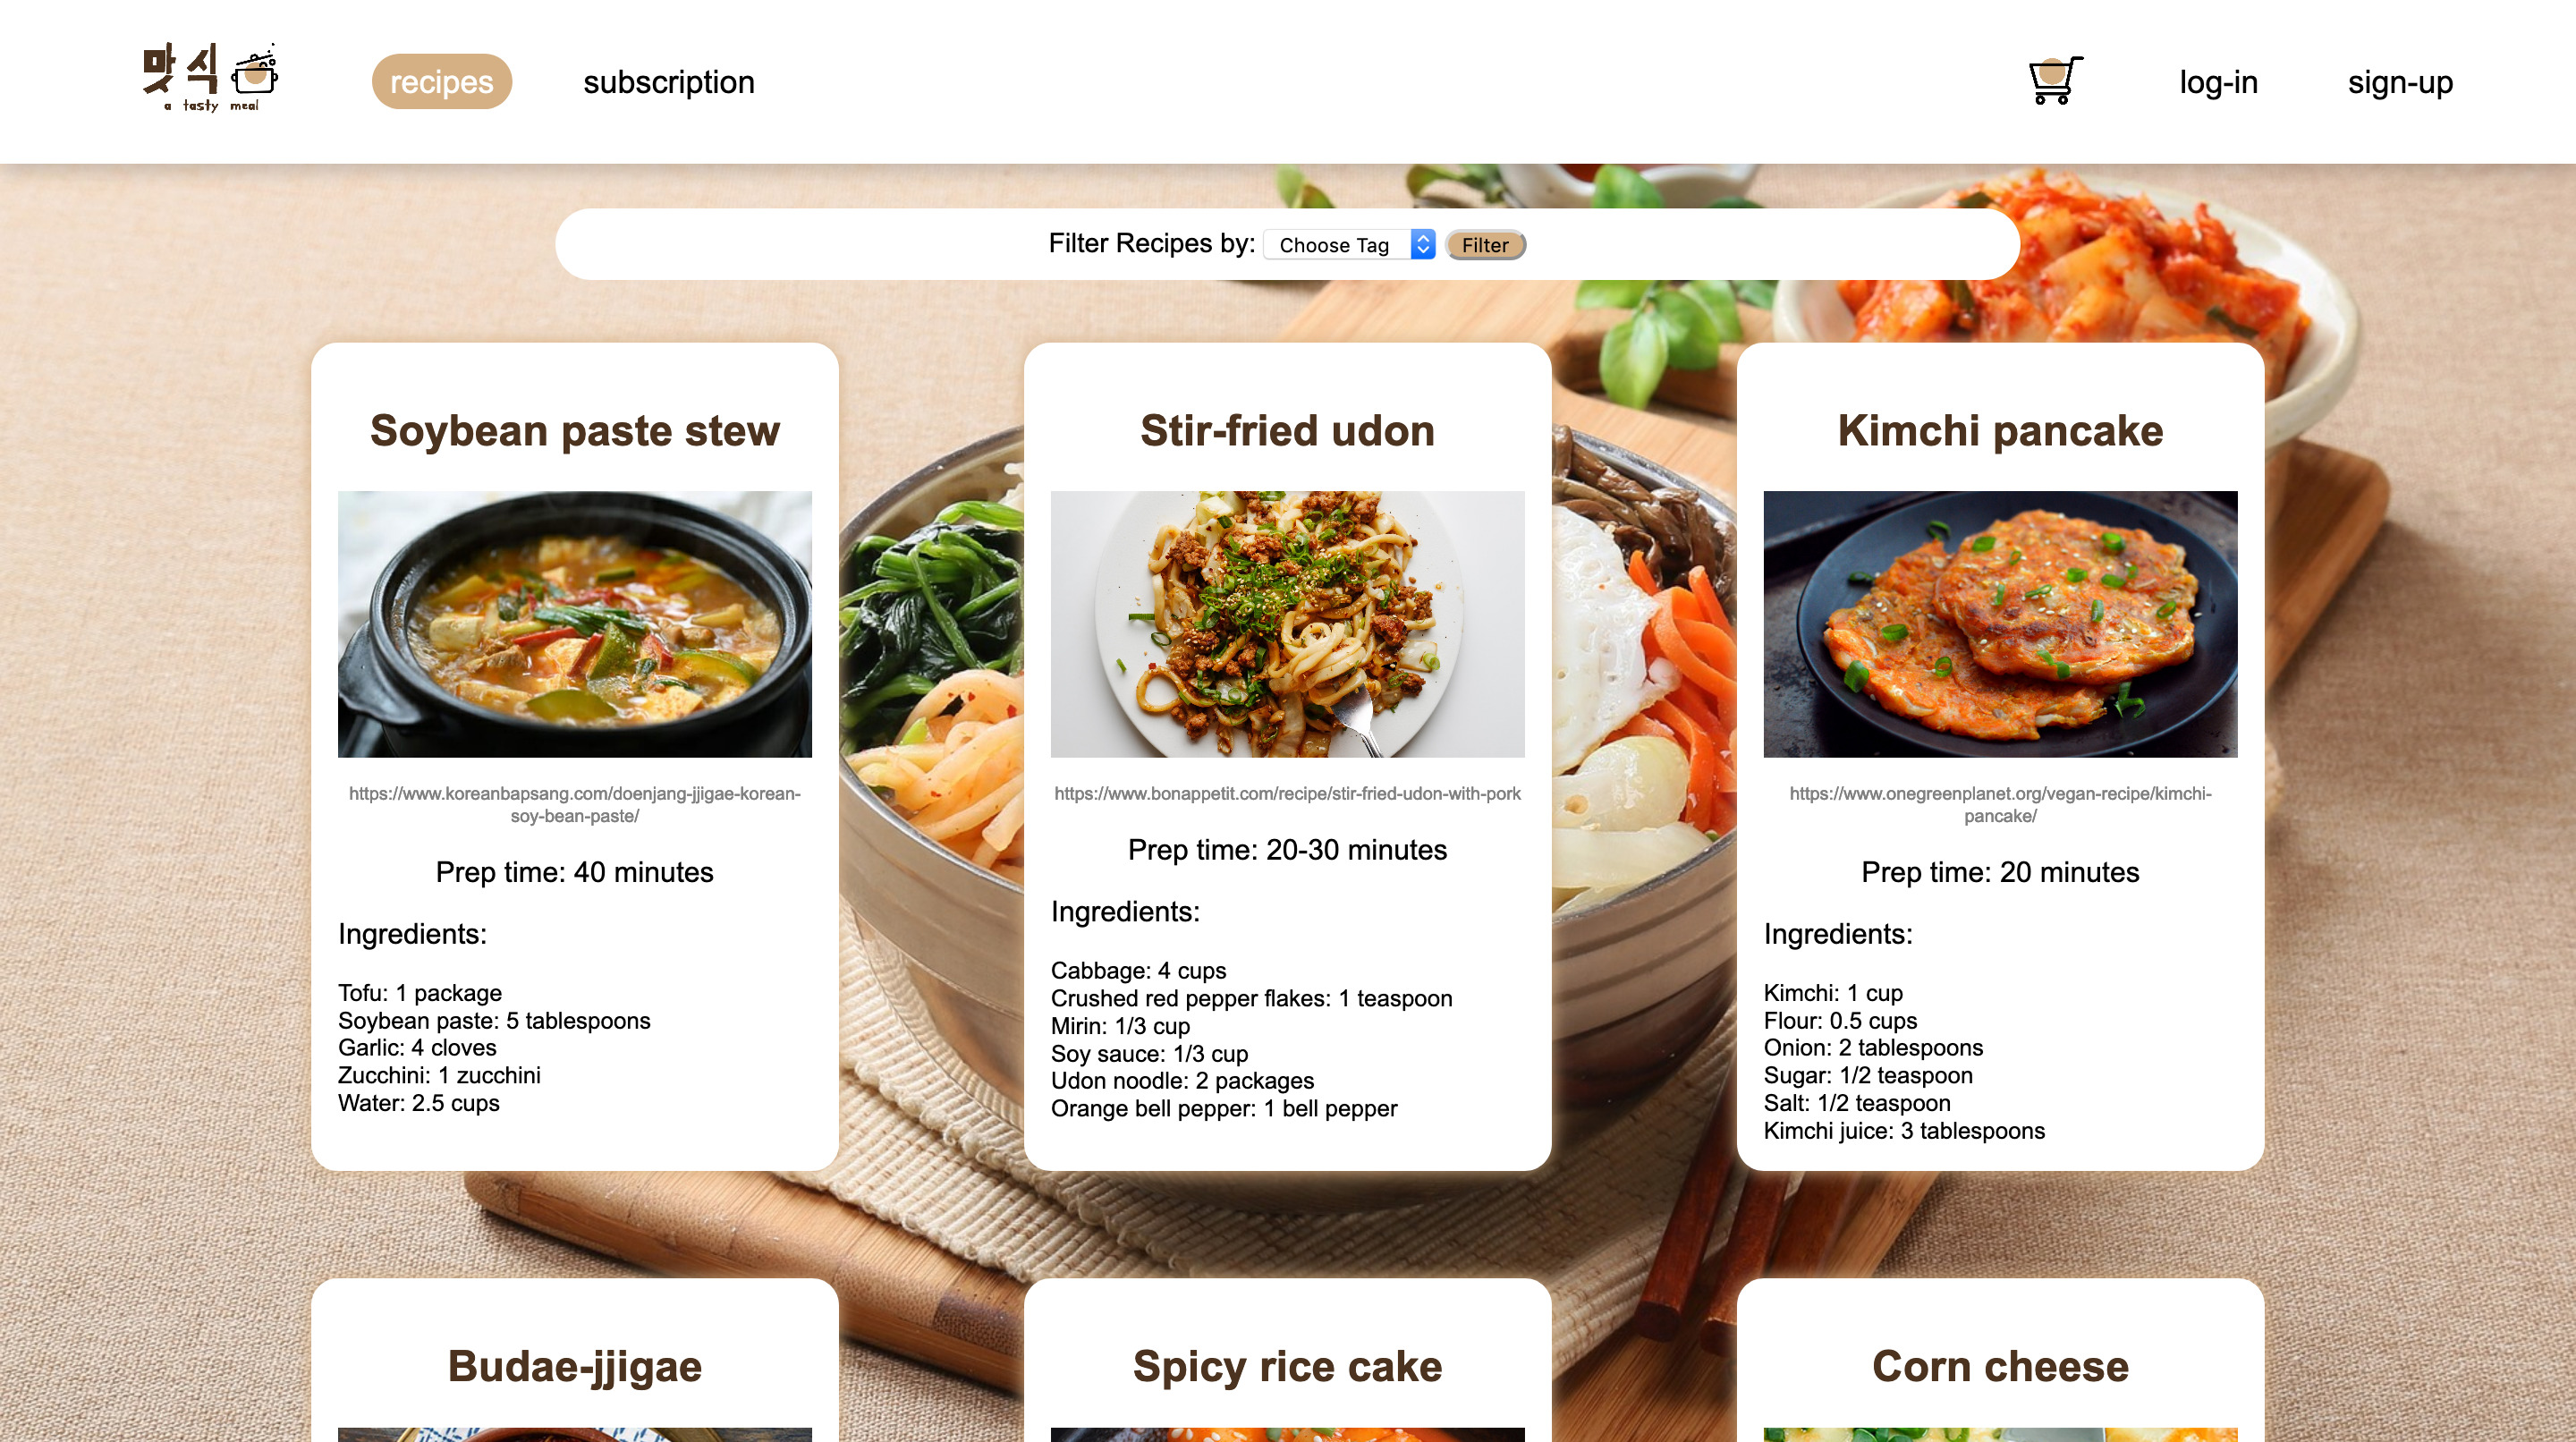 맛식
a tasty meal
recipes
subscription
log-in
sign-up
Filter Recipes by: Choose Tag Filter
Soybean paste stew
https://www.koreanbapsang.com/doenjang-jjigae-korean-
soy-bean-paste/
Prep time: 40 minutes
Ingredients:
Tofu: 1 package
Soybean paste: 5 tablespoons
Garlic: 4 cloves
Zucchini: 1 zucchini
Water: 2.5 cups
Stir-fried udon
https://www.bonappetit.com/recipe/stir-fried-udon-with-pork
Prep time: 20-30 minutes
Ingredients:
Cabbage: 4 cups
Crushed red pepper flakes: 1 teaspoon
Mirin: 1/3 cup
Soy sauce: 1/3 cup
Udon noodle: 2 packages
Orange bell pepper: 1 bell pepper
Kimchi pancake
https://www.onegreenplanet.org/vegan-recipe/kimchi-
pancake/
Prep time: 20 minutes
Ingredients:
Kimchi: 1 cup
Flour: 0.5 cups
Onion: 2 tablespoons
Sugar: 1/2 teaspoon
Salt: 1/2 teaspoon
Kimchi juice: 3 tablespoons
Budae-jjigae
Spicy rice cake
Corn cheese